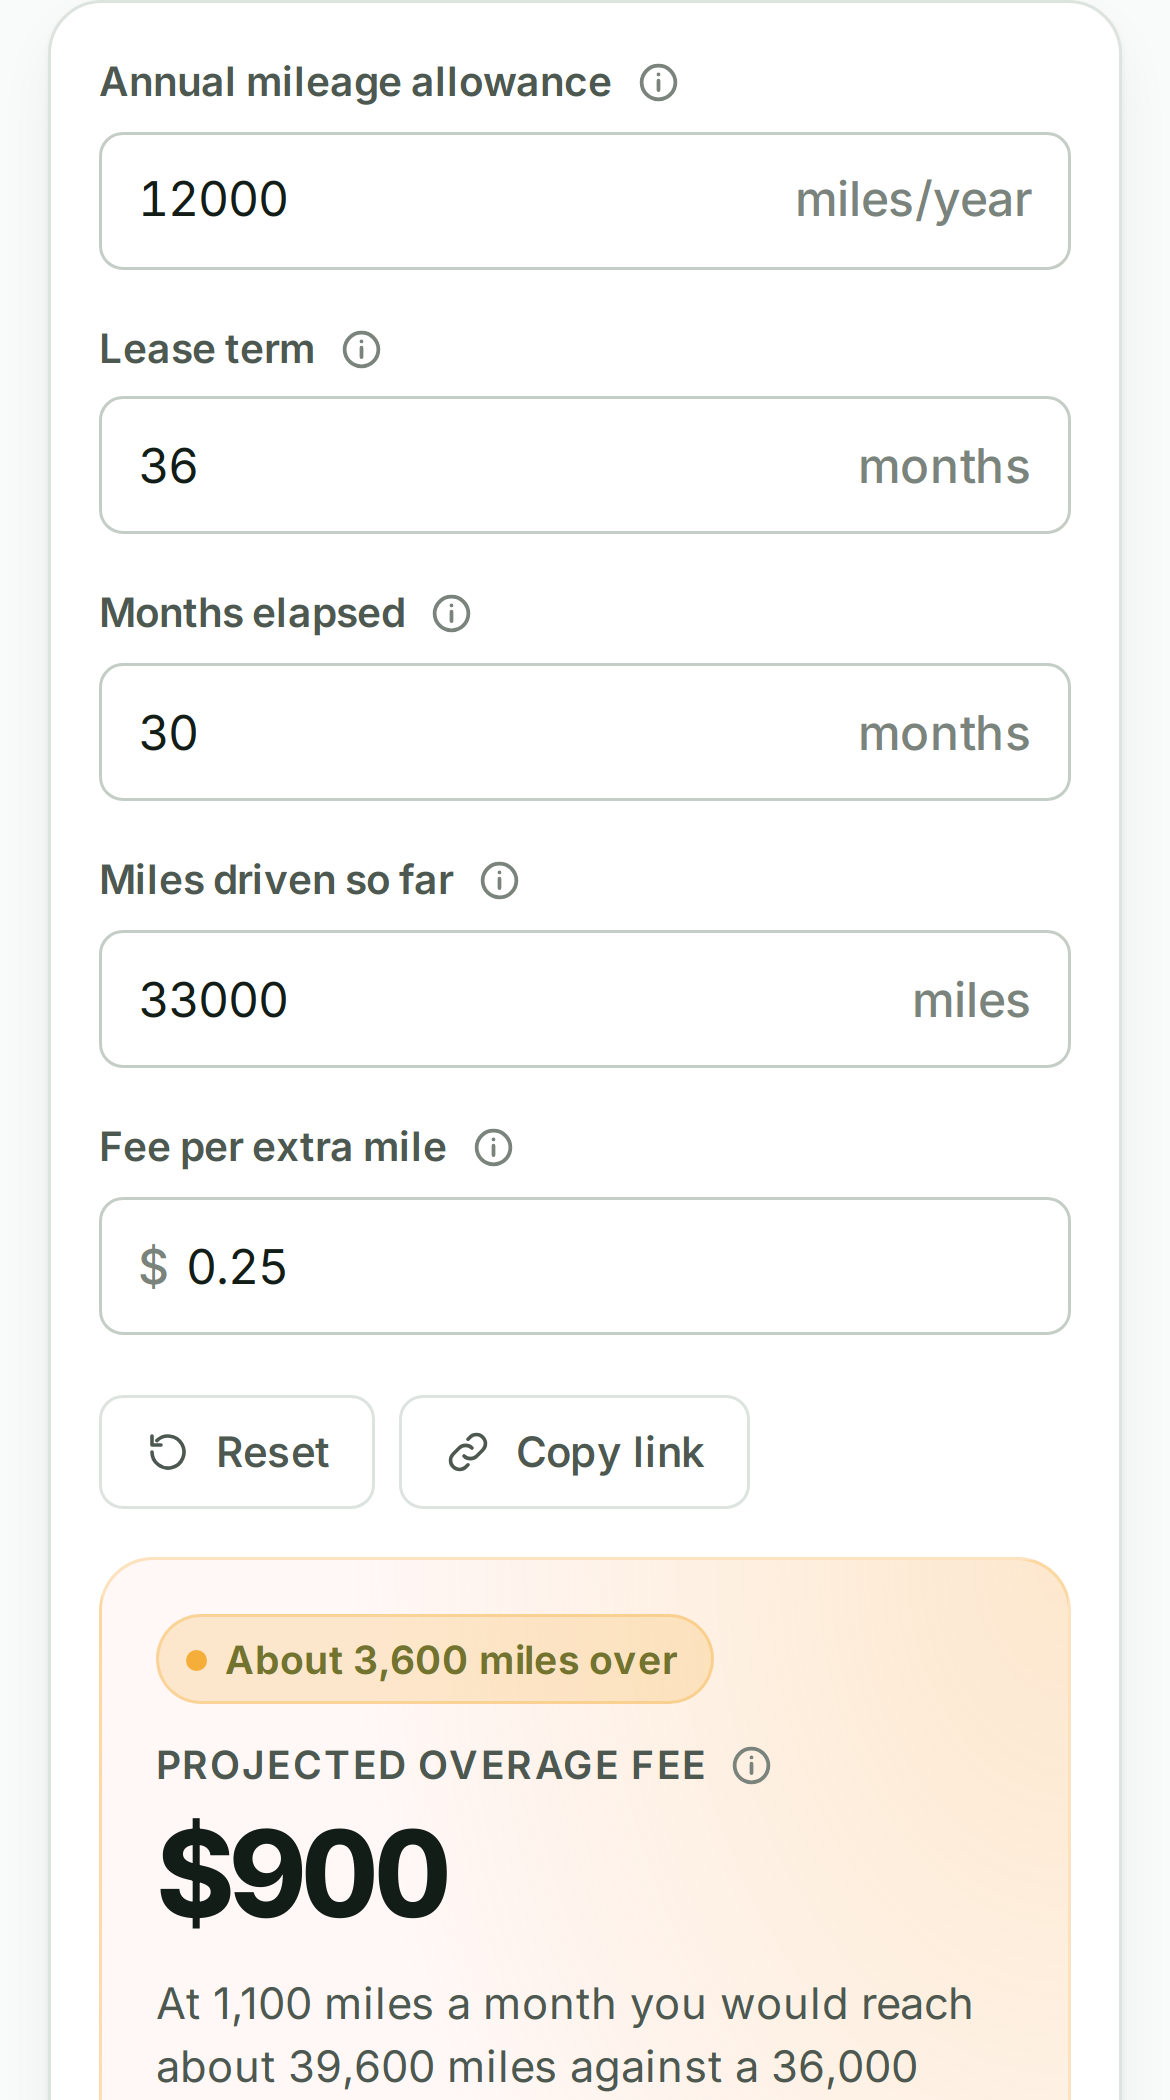 Annual mileage allowance
12000 miles/year
Lease term
36 months
Months elapsed
30 months
Miles driven so far
33000 miles
Fee per extra mile
$ 0.25
Reset Copy link
About 3,600 miles over
PROJECTED OVERAGE FEE
$900
At 1,100 miles a month you would reach
about 39,600 miles against a 36,000